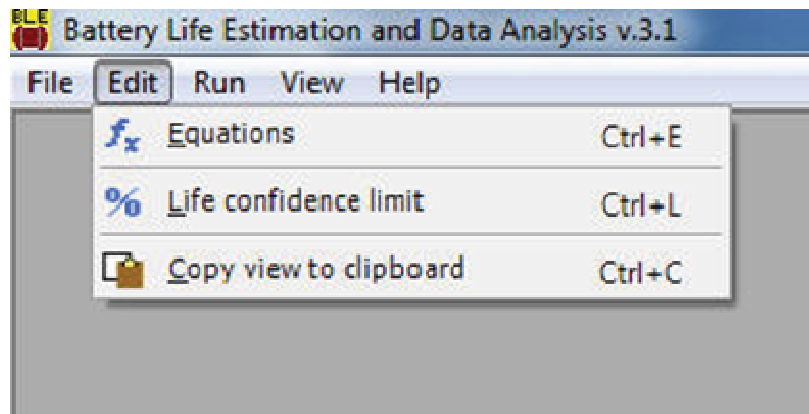 BLE Battery Life Estimation and Data Analysis v.3.1
File Edit Run View Help
fx Equations Ctrl+E
% Life confidence limit Ctrl+L
Copy view to clipboard Ctrl+C